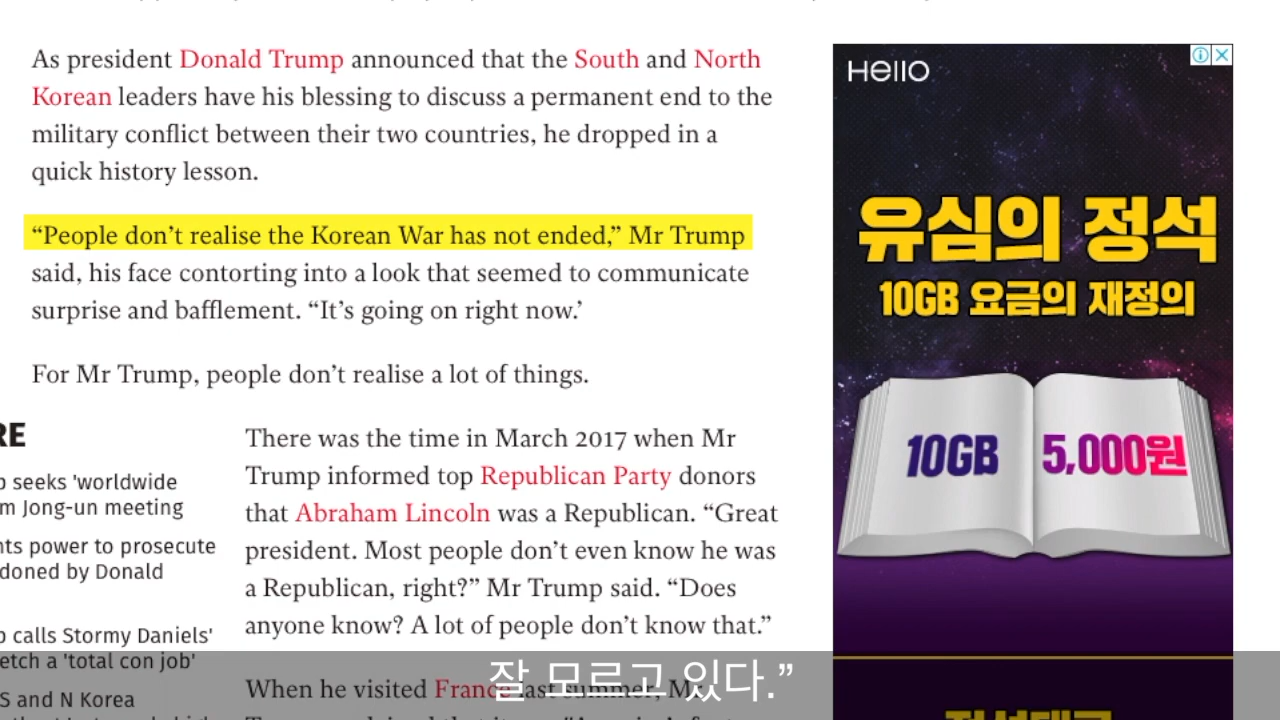 As president Donald Trump announced that the South and North
Korean leaders have his blessing to discuss a permanent end to the
military conflict between their two countries, he dropped in a
quick history lesson.
“People don’t realise the Korean War has not ended,” Mr Trump
said, his face contorting into a look that seemed to communicate
surprise and bafflement. “It’s going on right now.’
For Mr Trump, people don’t realise a lot of things.
RE
p seeks 'worldwide
m Jong-un meeting
nts power to prosecute
doned by Donald
p calls Stormy Daniels'
etch a 'total con job'
S and N Korea
There was the time in March 2017 when Mr
Trump informed top Republican Party donors
that Abraham Lincoln was a Republican. “Great
president. Most people don’t even know he was
a Republican, right?” Mr Trump said. “Does
anyone know? A lot of people don’t know that.”
When he visited France last summer, Mr
Hello
유심의 정석
10GB 요금의 재정의
10GB 5,000원
잘 모르고 있다.”